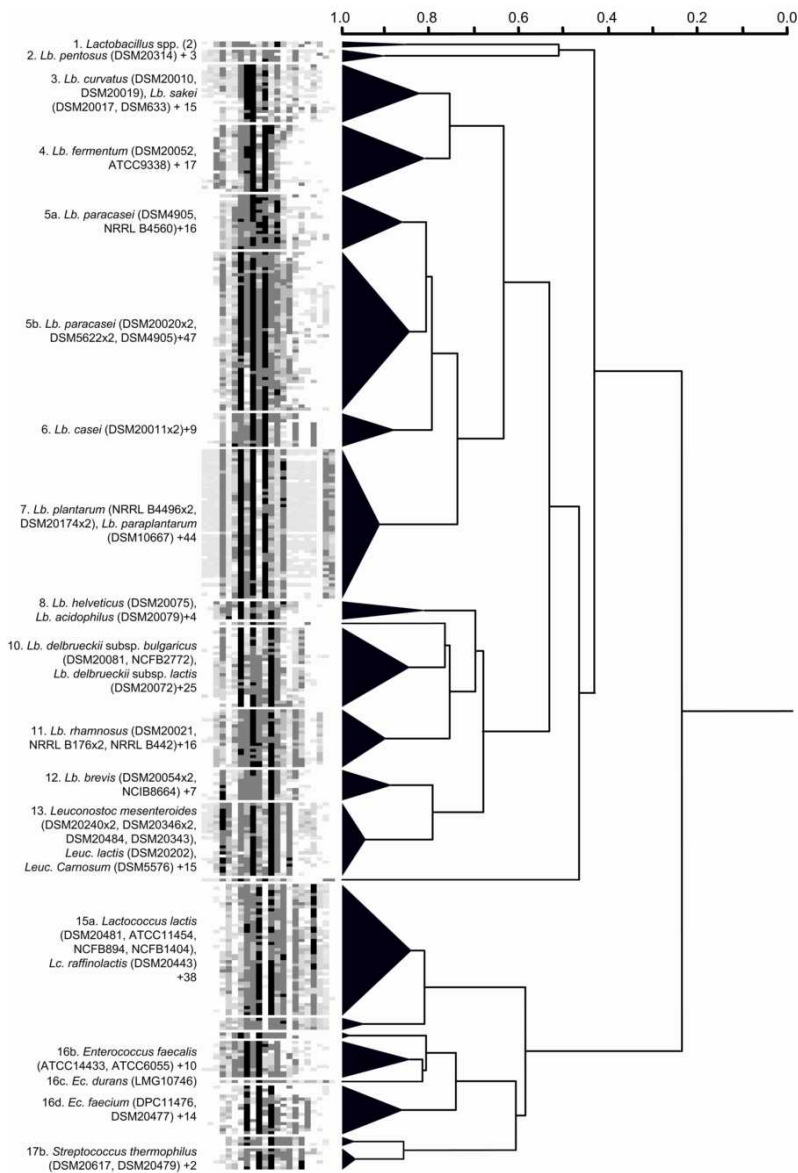 1.0 0.8 0.6 0.4 0.2 0.0
1. Lactobacillus spp. (2)
2. Lb. pentosus (DSM20314) + 3
3. Lb. curvatus (DSM20010,
DSM20019), Lb. sakei
(DSM20017, DSM633) + 15
4. Lb. fermentum (DSM20052,
ATCC9338) + 17
5a. Lb. paracasei (DSM4905,
NRRL B4560)+16
5b. Lb. paracasei (DSM20020x2,
DSM5622x2, DSM4905)+47
6. Lb. casei (DSM20011x2)+9
7. Lb. plantarum (NRRL B4496x2,
DSM20174x2), Lb. paraplantarum
(DSM10667) +44
8. Lb. helveticus (DSM20075),
Lb. acidophilus (DSM20079)+4
10. Lb. delbrueckii subsp. bulgaricus
(DSM20081, NCFB2772),
Lb. delbrueckii subsp. lactis
(DSM20072)+25
11. Lb. rhamnosus (DSM20021,
NRRL B176x2, NRRL B442)+16
12. Lb. brevis (DSM20054x2,
NCIB8664) +7
13. Leuconostoc mesenteroides
(DSM20240x2, DSM20346x2,
DSM20484, DSM20343),
Leuc. lactis (DSM20202),
Leuc. Carnosum (DSM5576) +15
15a. Lactococcus lactis
(DSM20481, ATCC11454,
NCFB894, NCFB1404),
Lc. raffinolactis (DSM20443)
+38
16b. Enterococcus faecalis
(ATCC14433, ATCC6055) +10
16c. Ec. durans (LMG10746)
16d. Ec. faecium (DPC11476,
DSM20477) +14
17b. Streptococcus thermophilus
(DSM20617, DSM20479) +2